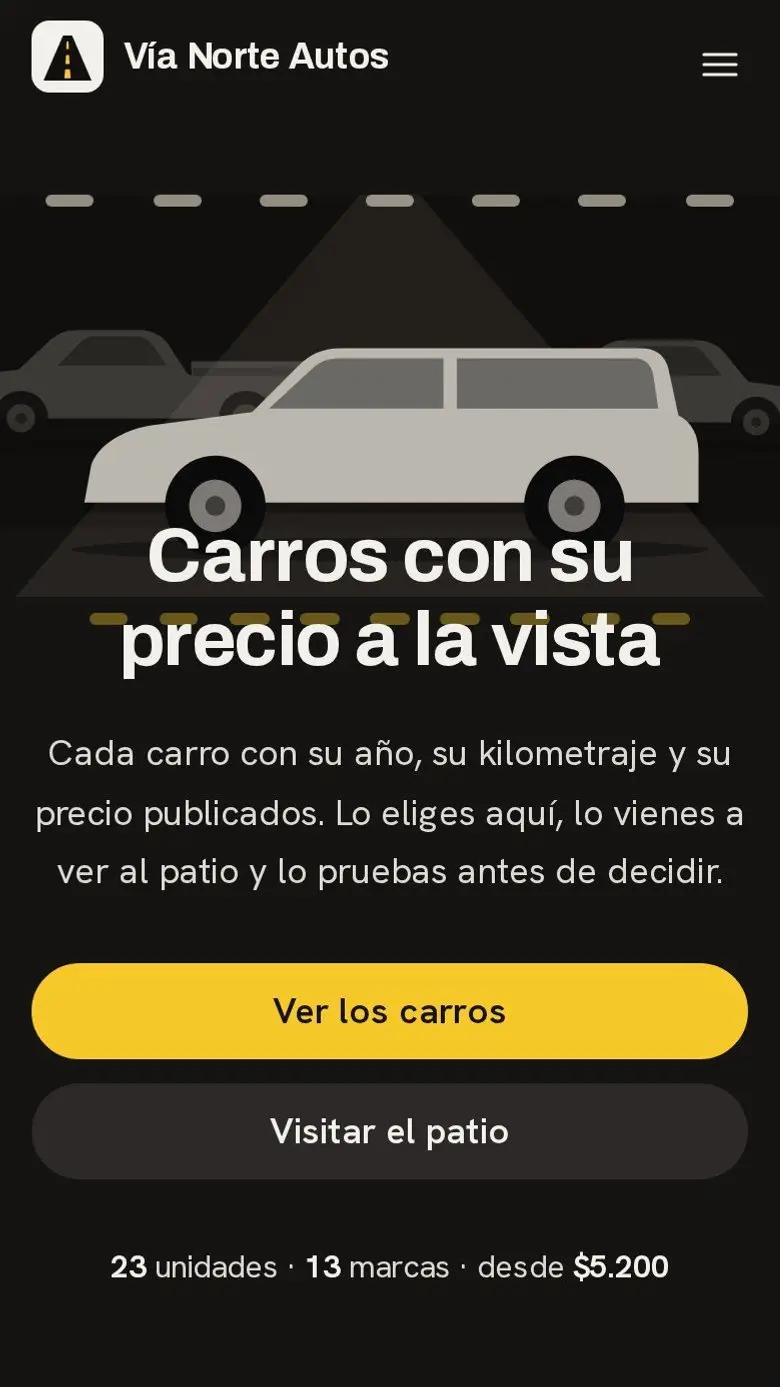 Vía Norte Autos
Carros con su
precio a la vista
Cada carro con su año, su kilometraje y su
precio publicados. Lo eliges aquí, lo vienes a
ver al patio y lo pruebas antes de decidir.
Ver los carros
Visitar el patio
23 unidades · 13 marcas · desde $5.200